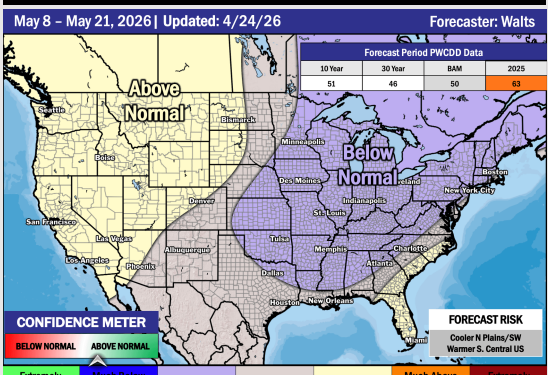 May 8 – May 21, 2026 | Updated: 4/24/26
Forecaster: Walts
Forecast Period PWCDD Data
10 Year 30 Year BAM 2025
51 46 50 63
Above
Normal
Seattle
Bismarck
Minneapolis
Below
Normal
Boise
Boston
Des Moines
eland
New York City
Denver
Indianapolis
St. Louis
San Francisco
Las Vegas
Tulsa
Memphis
Charlotte
Albuquerque
Los Angeles
Phoenix
Atlanta
Dallas
Houston
New Orleans
Miami
CONFIDENCE METER
BELOW NORMAL ABOVE NORMAL
FORECAST RISK
Cooler N Plains/SW
Warmer S. Central US